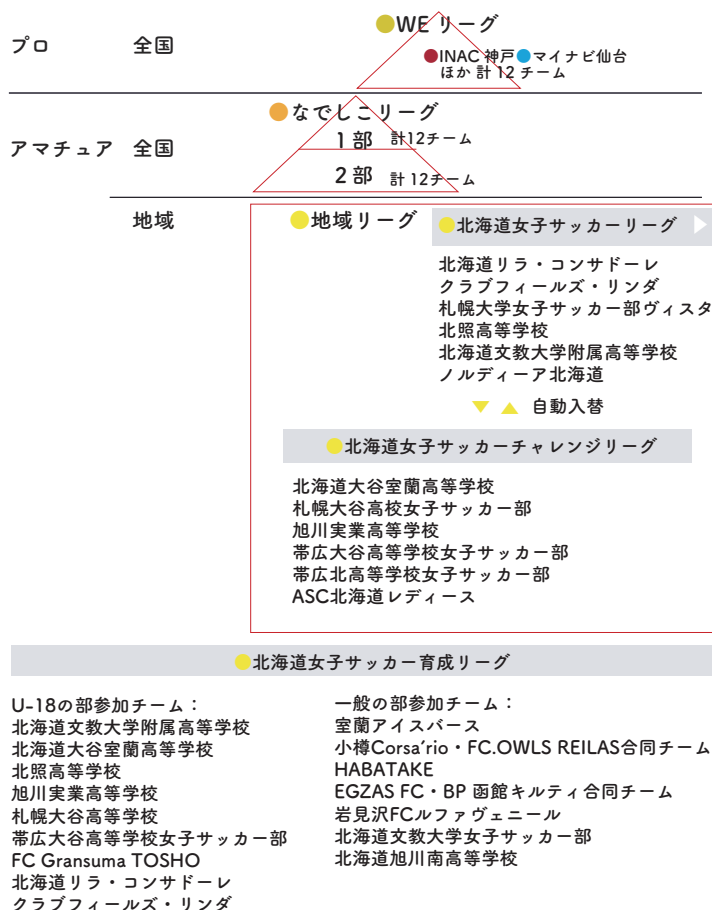 プロ 全国
WE リーグ
INAC 神戸 マイナビ仙台
ほか 計 12 チーム
なでしこリーグ
アマチュア 全国
1 部 計12チーム
2 部 計 12チーム
地域
地域リーグ
北海道女子サッカーリーグ
北海道リラ・コンサドーレ
クラブフィールズ・リンダ
札幌大学女子サッカー部ヴィスタ
北照高等学校
北海道文教大学附属高等学校
ノルディーア北海道
自動入替
北海道女子サッカーチャレンジリーグ
北海道大谷室蘭高等学校
札幌大谷高校女子サッカー部
旭川実業高等学校
帯広大谷高等学校女子サッカー部
帯広北高等学校女子サッカー部
ASC北海道レディース
北海道女子サッカー育成リーグ
U-18の部参加チーム：
北海道文教大学附属高等学校
北海道大谷室蘭高等学校
北照高等学校
旭川実業高等学校
札幌大谷高等学校
帯広大谷高等学校女子サッカー部
FC Gransuma TOSHO
北海道リラ・コンサドーレ
クラブフィールズ・リンダ
一般の部参加チーム：
室蘭アイスバース
小樽Corsa'rio・FC.OWLS REILAS合同チーム
HABATAKE
EGZAS FC・BP 函館キルティ合同チーム
岩見沢FCルファヴェニール
北海道文教大学女子サッカー部
北海道旭川南高等学校